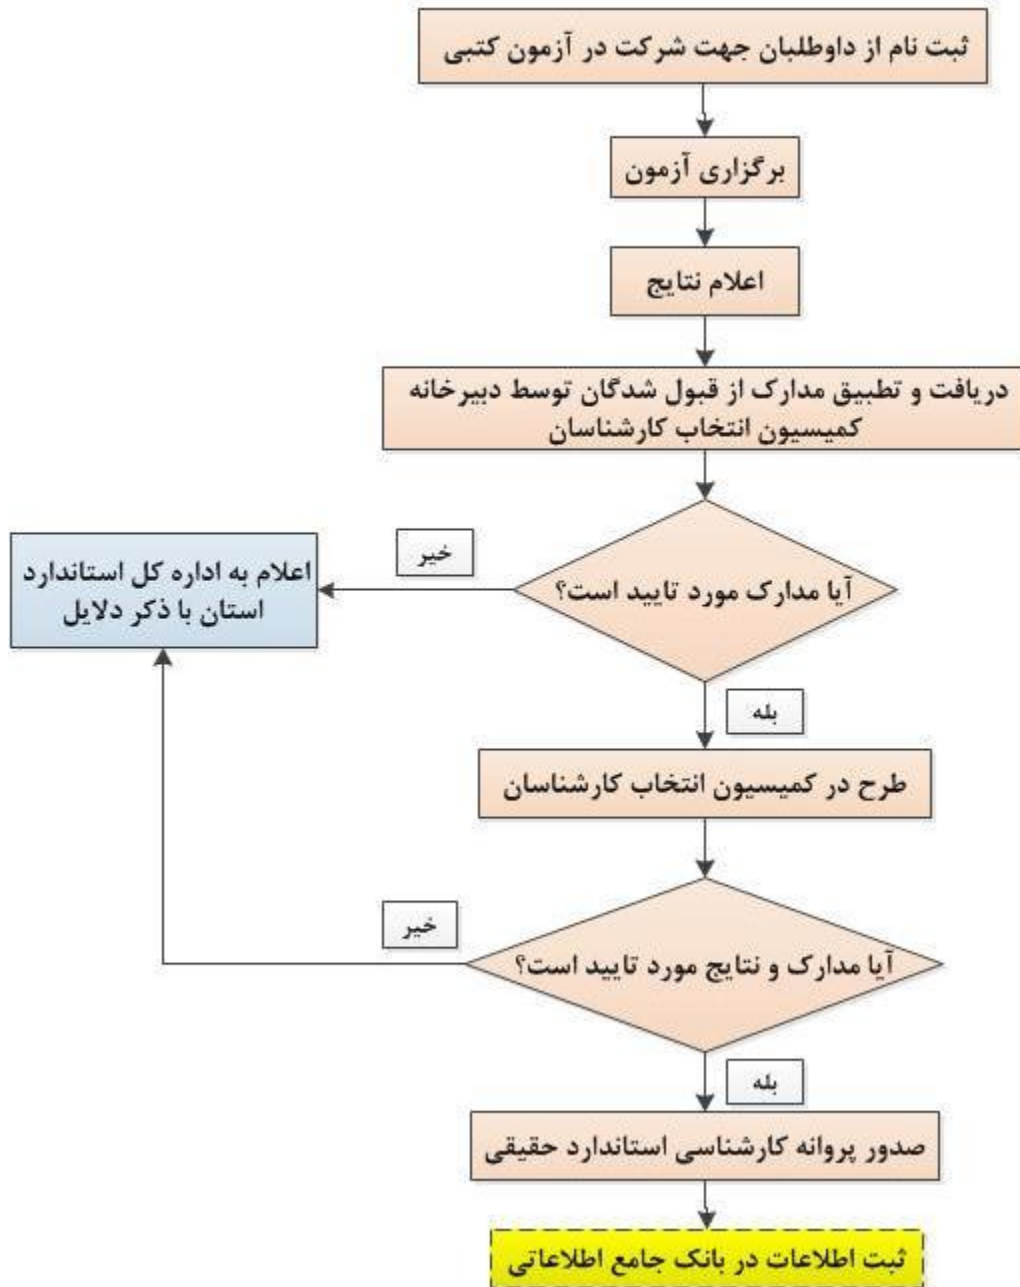 ثبت نام از داوطلبان جهت شرکت در آزمون کتبی
برگزاری آزمون
اعلام نتایج
دریافت و تطبیق مدارک از قبول شدگان توسط دبیرخانه
کمیسیون انتخاب کارشناسان
آیا مدارک مورد تایید است؟
خیر
اعلام به اداره کل استاندارد
استان با ذکر دلایل
بله
طرح در کمیسیون انتخاب کارشناسان
آیا مدارک و نتایج مورد تایید است؟
خیر
بله
صدور پروانه کارشناسی استاندارد حقیقی
ثبت اطلاعات در بانک جامع اطلاعاتی